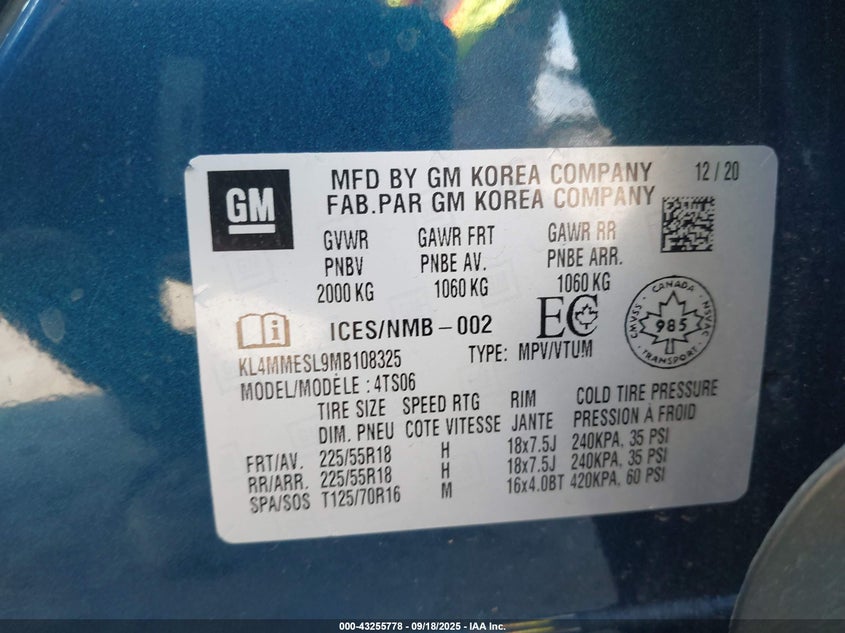 GM
MFD BY GM KOREA COMPANY 12 / 20
FAB.PAR GM KOREA COMPANY
GVWR GAWR FRT GAWR RR
PNBV PNBE AV. PNBE ARR.
2000 KG 1060 KG 1060 KG
ICES/NMB-002 EC
CMVSS CANADA NSVAC
985
TRANSPORT
KL4MMESL9MB108325 TYPE: MPV/VTUM
MODEL/MODELE : 4TS06
TIRE SIZE SPEED RTG RIM COLD TIRE PRESSURE
DIM. PNEU COTE VITESSE JANTE PRESSION À FROID
FRT/AV. 225/55R18 H 18x7.5J 240KPA, 35 PSI
RR/ARR. 225/55R18 H 18x7.5J 240KPA, 35 PSI
SPA/SOS T125/70R16 M 16x4.0BT 420KPA, 60 PSI
000-43255778 - 09/18/2025 - IAA Inc.